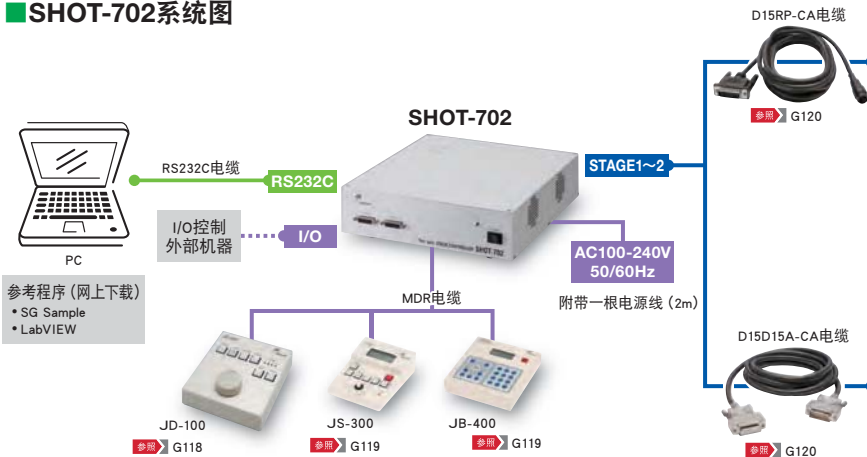 ■SHOT-702系统图
D15RP-CA电缆
参照 G120
SHOT-702
STAGE1～2
RS232C电缆
RS232C
I/O控制
外部机器
I/O
PC
AC100-240V
50/60Hz
附带一根电源线（2m）
参考程序（网上下载）
• SG Sample
• LabVIEW
MDR电缆
D15D15A-CA电缆
JD-100
参照 G118
JS-300
参照 G119
JB-400
参照 G119
参照 G120
SHOT-702